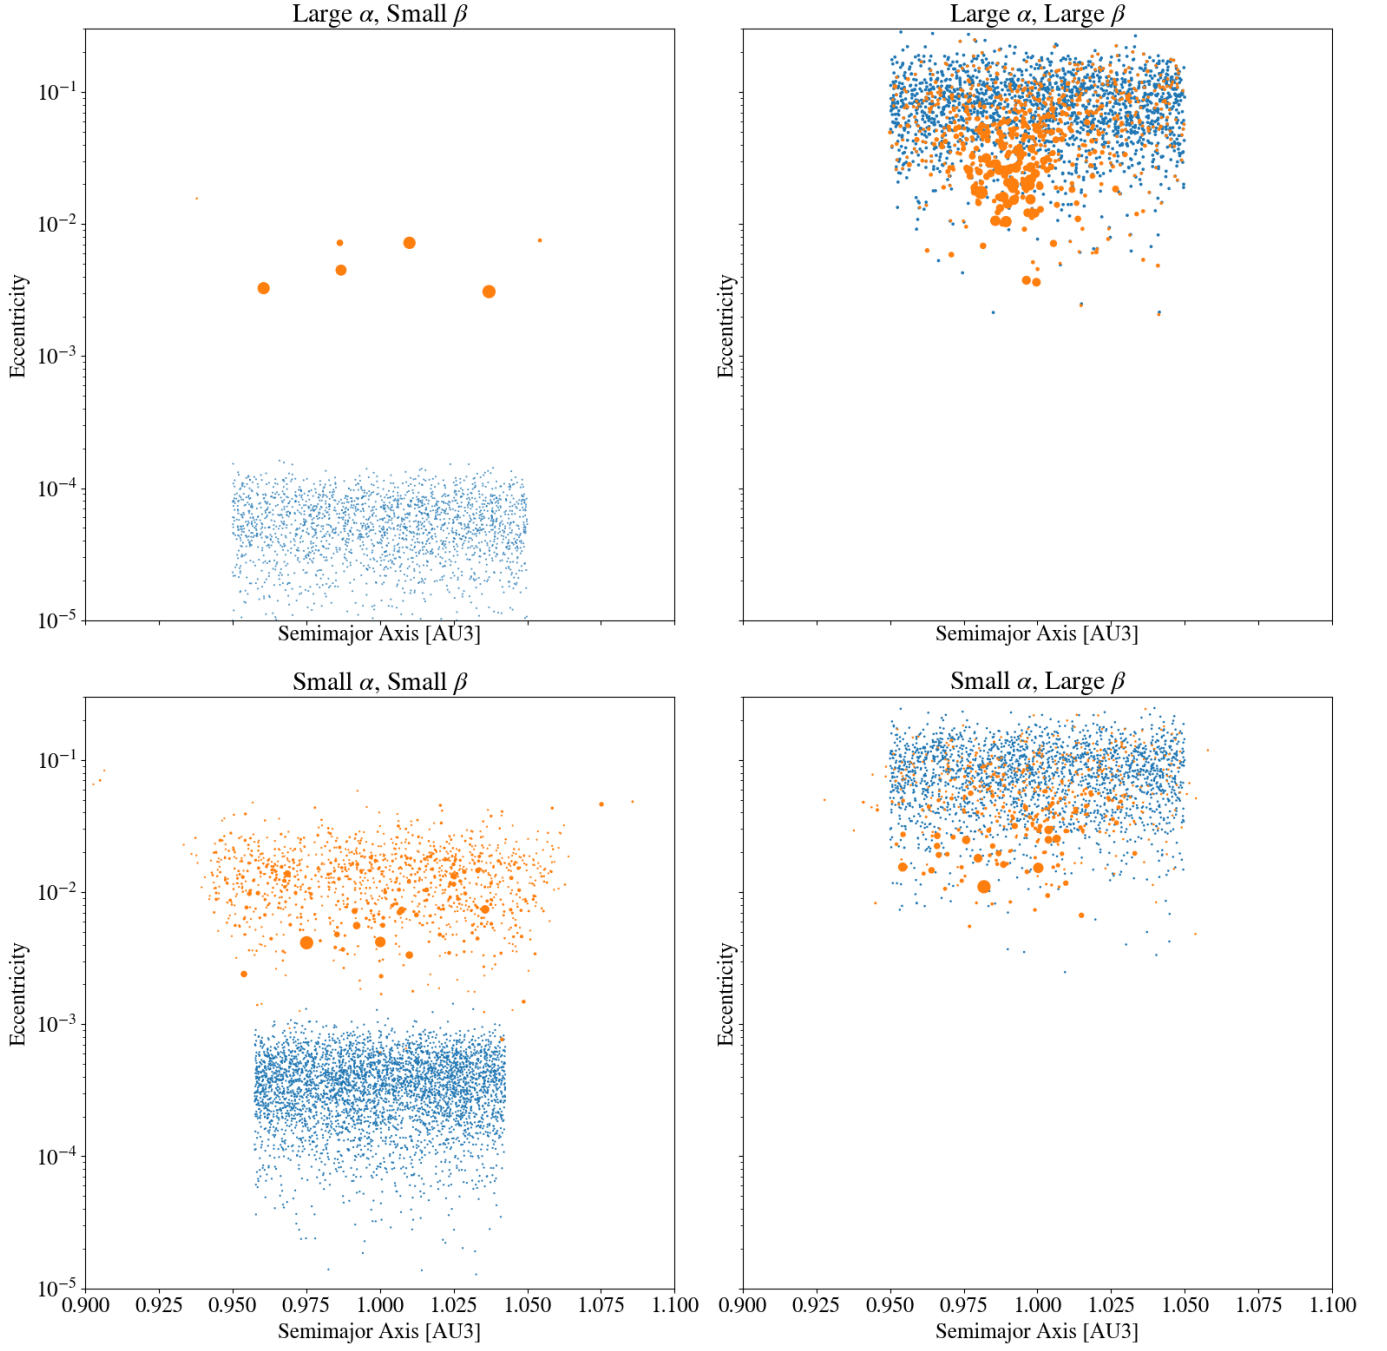 Large α, Small β
Large α, Large β
10⁻¹
10⁻²
10⁻³
10⁻⁴
10⁻⁵
Eccentricity
Eccentricity
Semimajor Axis [AU3]
Semimajor Axis [AU3]
Small α, Small β
Small α, Large β
10⁻¹
10⁻²
10⁻³
10⁻⁴
10⁻⁵
Eccentricity
Eccentricity
0.900 0.925 0.950 0.975 1.000 1.025 1.050 1.075 1.100
0.900 0.925 0.950 0.975 1.000 1.025 1.050 1.075 1.100
Semimajor Axis [AU3]
Semimajor Axis [AU3]